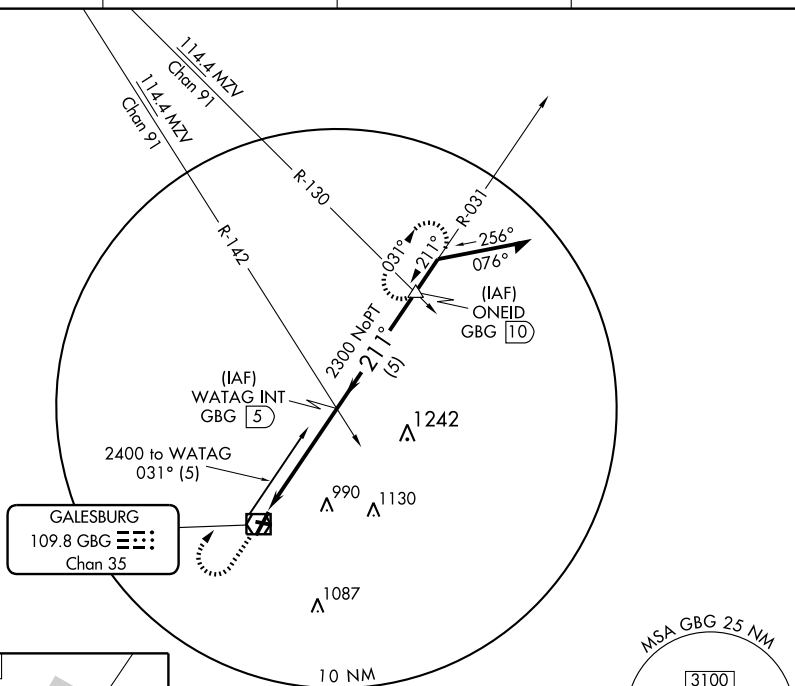 114.4 MZV
Chan 91
114.4 MZV
Chan 91
R-130
R-142
R-031
031°
211°
256°
076°
(IAF)
ONEID
GBG 10
2300 NoPT
211°
(5)
(IAF)
WATAG INT
GBG 5
1242
2400 to WATAG
031° (5)
990
1130
GALESBURG
109.8 GBG
Chan 35
1087
10 NM
MSA GBG 25 NM
3100